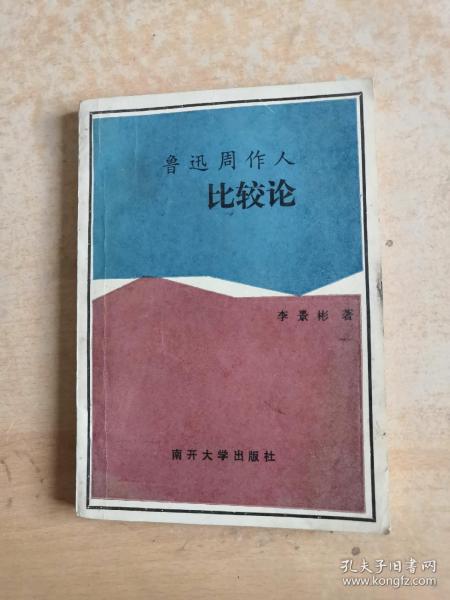 鲁迅周作人
比较论
李景彬 著
南开大学出版社
孔夫子旧书网
www.kongfz.com